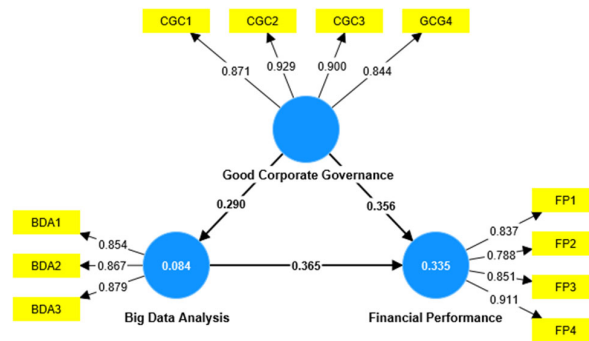 CGC1 CGC2 CGC3 GCG4
0.871 0.929 0.900 0.844
Good Corporate Governance
0.290 0.356
BDA1
BDA2
BDA3
0.854
0.867
0.879
0.084
0.365
0.335
0.837
0.788
0.851
0.911
FP1
FP2
FP3
FP4
Big Data Analysis
Financial Performance